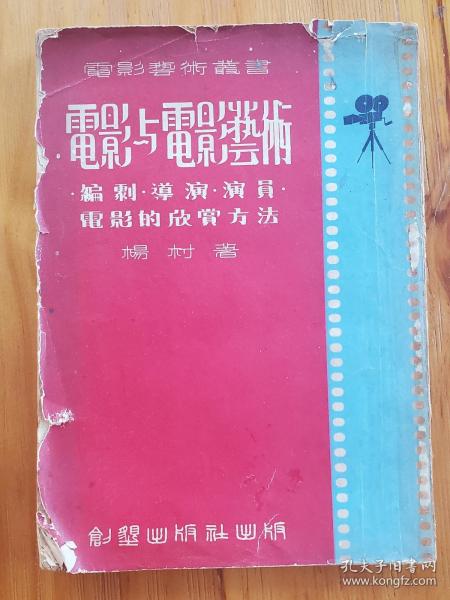 電影藝術叢書
電影与電影藝術
·編劇·導演·演員·
電影的欣賞方法
楊村著
創墾出版社出版
孔夫子旧书网
www.kongfz.com